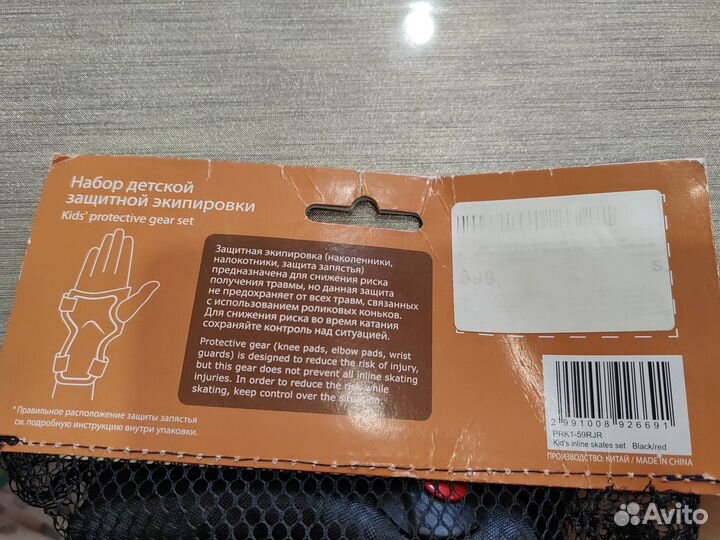 Набор детской
защитной экипировки
Kids' protective gear set
Защитная экипировка (наколенники,
налокотники, защита запястья)
предназначена для снижения риска
получения травмы, но данная защита
не предохраняет от всех травм, связанных
с использованием роликовых коньков.
Для снижения риска во время катания
сохраняйте контроль над ситуацией.
Protective gear (knee pads, elbow pads, wrist
guards) is designed to reduce the risk of injury,
but this gear does not prevent all inline skating
injuries. In order to reduce the risk while
skating, keep control over the situation.
* Правильное расположение защиты запястья
см. подробную инструкцию внутри упаковки.
2991008926691
PRK1-59RJR
Kid's inline skates set Black/red
ПРОИЗВОДСТВО: КИТАЙ / MADE IN CHINA
Avito